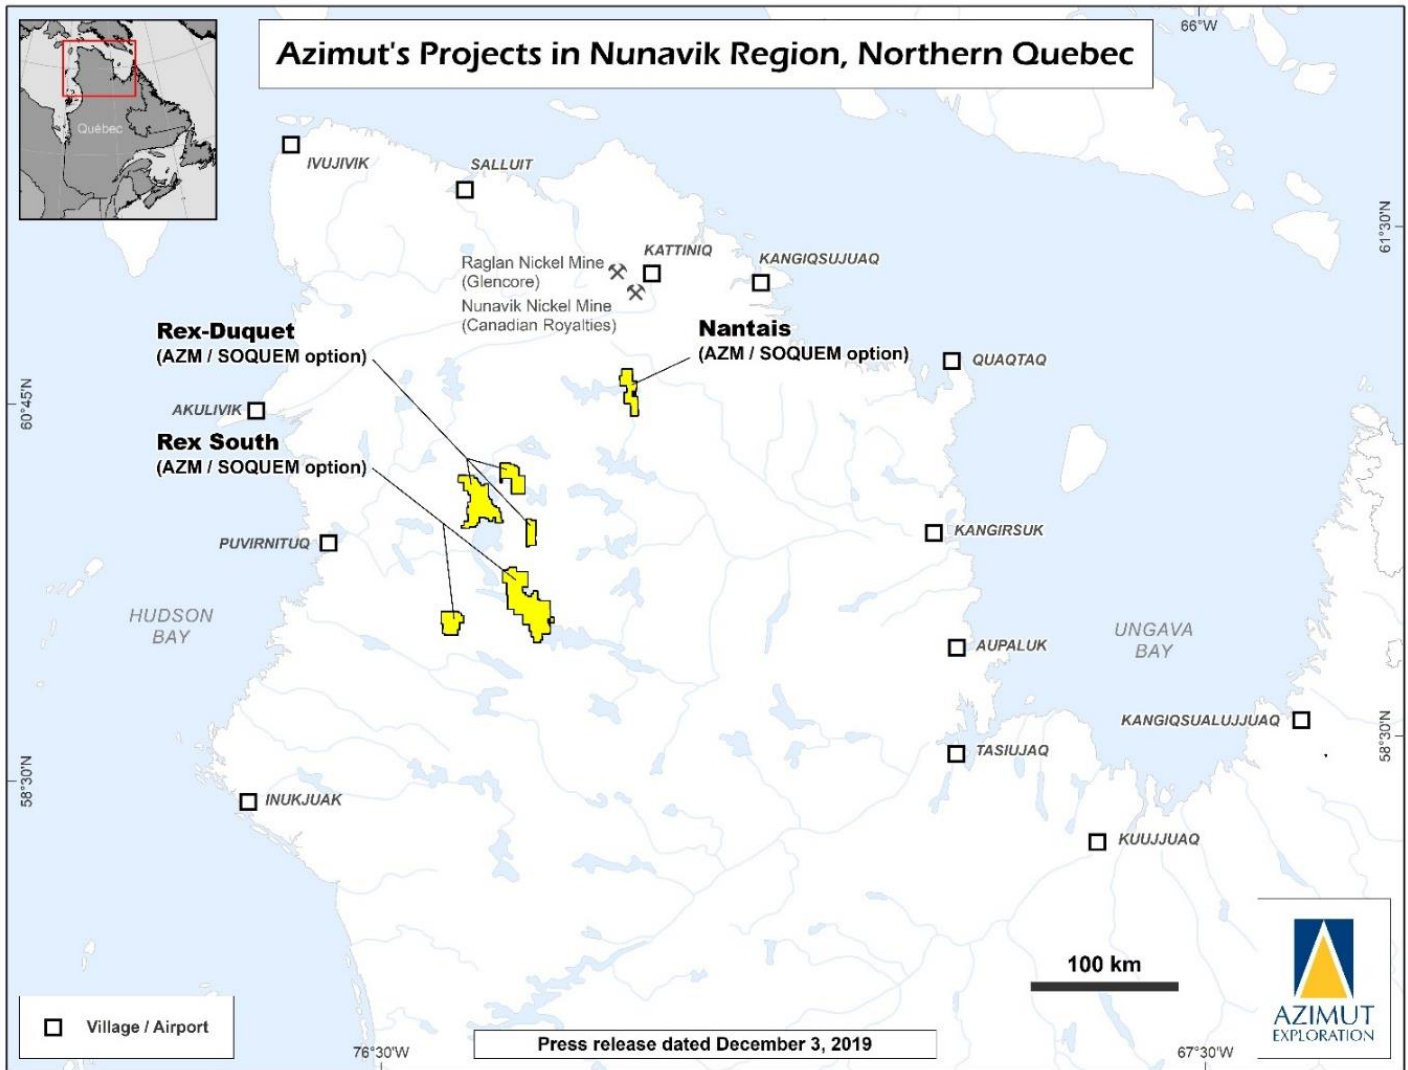 66°W
Azimut's Projects in Nunavik Region, Northern Quebec
Québec
IVUJIVIK
SALLUIT
61°30'N
KATTINIQ
KANGIQSUJUAQ
Raglan Nickel Mine
(Glencore)
Nunavik Nickel Mine
(Canadian Royalties)
Rex-Duquet
(AZM / SOQUEM option)
Nantais
(AZM / SOQUEM option)
QUAQTAQ
60°45'N
AKULIVIK
Rex South
(AZM / SOQUEM option)
KANGIRSUK
PUVIRNITUQ
HUDSON
BAY
UNGAVA
BAY
AUPALUK
KANGIQSUALUJJUAQ
58°30'N
TASIUJAQ
58°30'N
INUKJUAK
KUUJJUAQ
100 km
AZIMUT
EXPLORATION
Village / Airport
Press release dated December 3, 2019
76°30'W
67°30'W